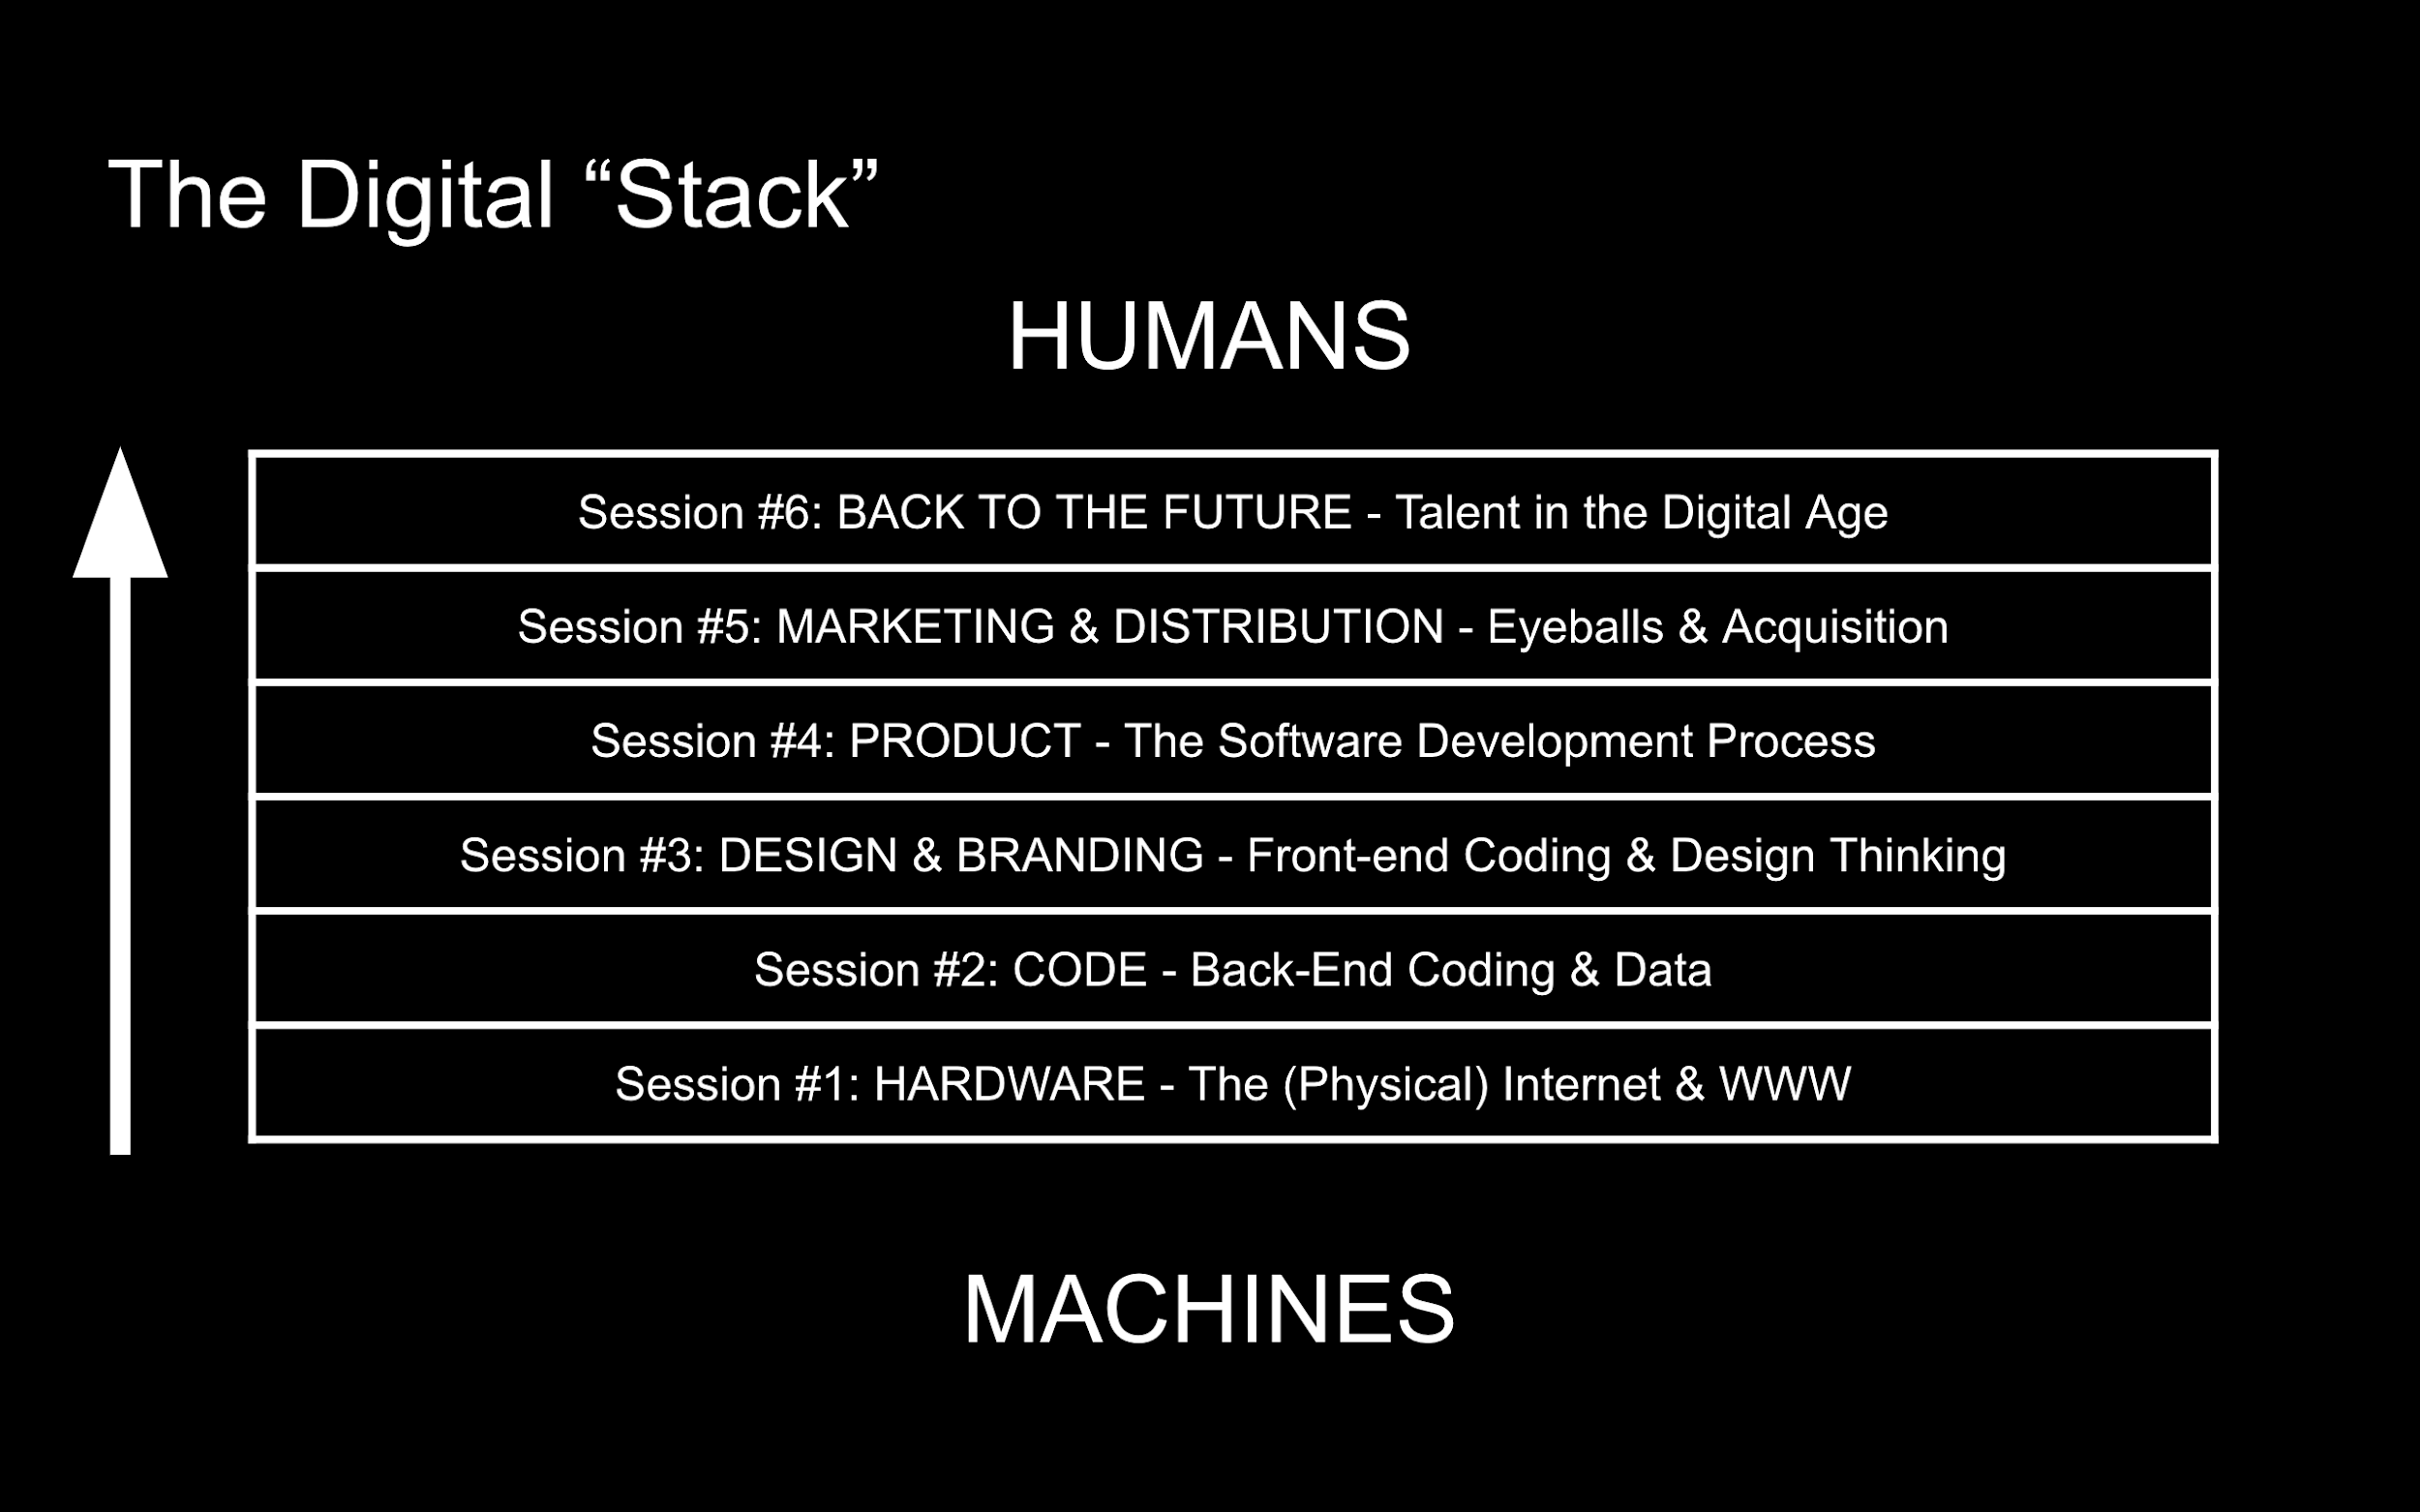 The Digital “Stack”
HUMANS
Session #6: BACK TO THE FUTURE - Talent in the Digital Age
Session #5: MARKETING & DISTRIBUTION - Eyeballs & Acquisition
Session #4: PRODUCT - The Software Development Process
Session #3: DESIGN & BRANDING - Front-end Coding & Design Thinking
Session #2: CODE - Back-End Coding & Data
Session #1: HARDWARE - The (Physical) Internet & WWW
MACHINES